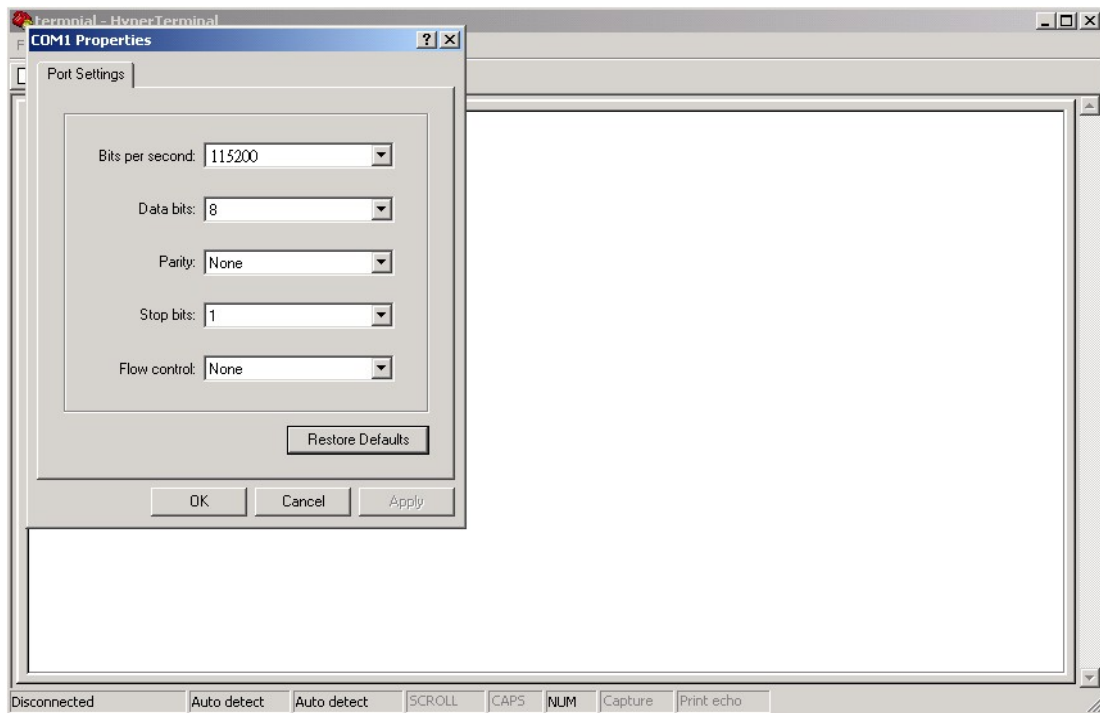 termnial - HyperTerminal
COM1 Properties
F
Port Settings
Bits per second: 115200
Data bits: 8
Parity: None
Stop bits: 1
Flow control: None
Restore Defaults
OK Cancel Apply
Disconnected Auto detect Auto detect SCROLL CAPS NUM Capture Print echo